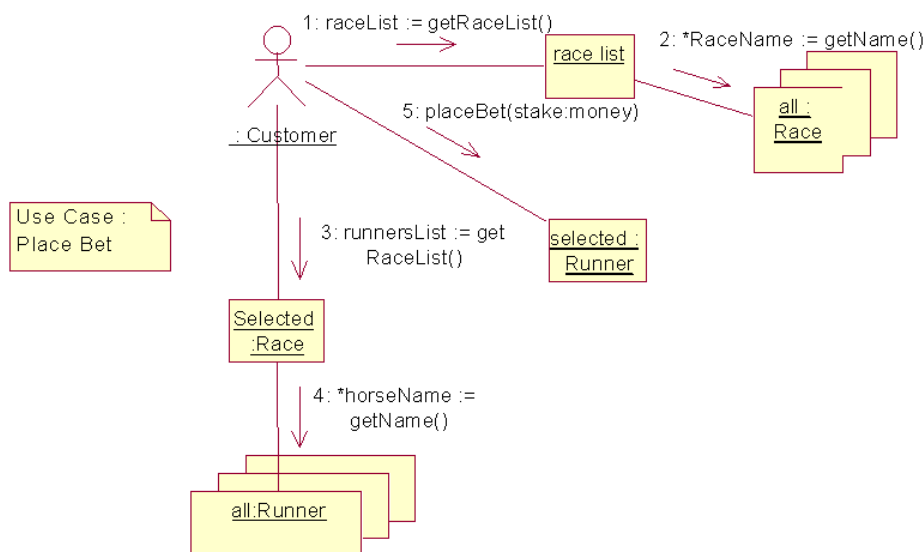 1: raceList := getRaceList()
race list
2: *RaceName := getName()
all :
Race
5: placeBet(stake:money)
: Customer
Use Case :
Place Bet
3: runnersList := get
RaceList()
selected :
Runner
Selected
:Race
4: *horseName :=
getName()
all:Runner